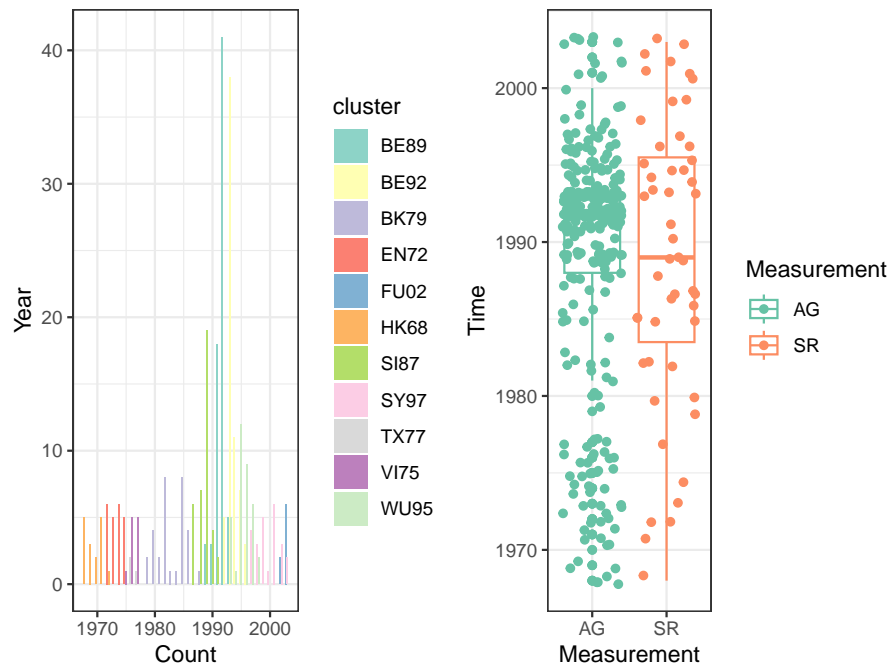 40
30
20
10
0
Year
1970 1980 1990 2000
Count
cluster
BE89
BE92
BK79
EN72
FU02
HK68
SI87
SY97
TX77
VI75
WU95
2000
1990
1980
1970
Time
AG SR
Measurement
Measurement
AG
SR